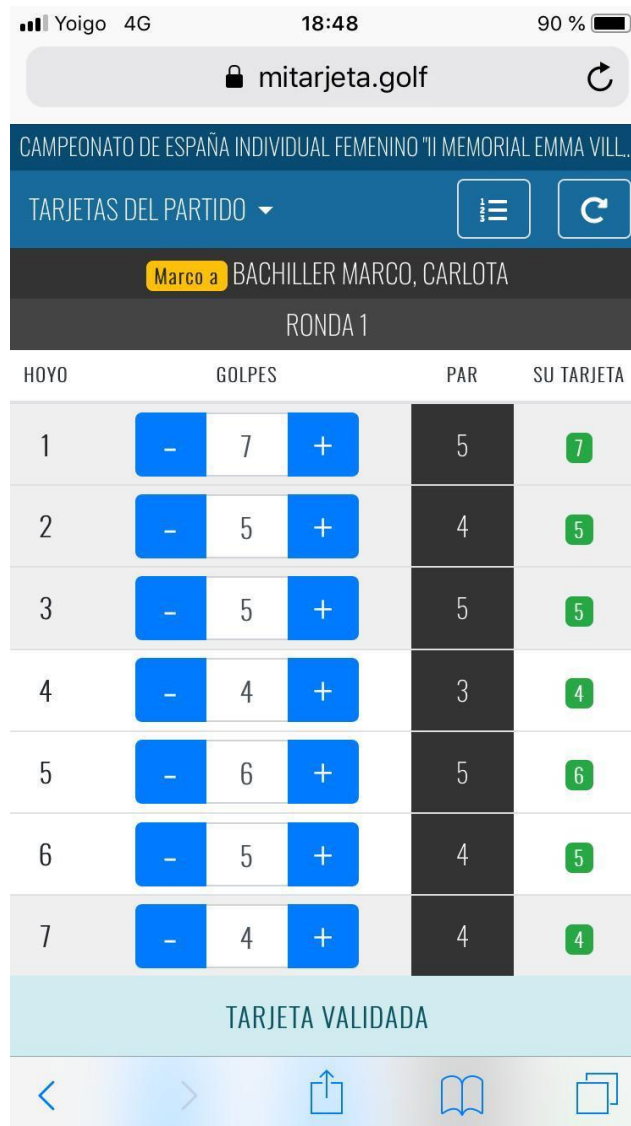 Yoigo 4G 18:48 90 %
mitarjeta.golf
CAMPEONATO DE ESPAÑA INDIVIDUAL FEMENINO "II MEMORIAL EMMA VILL...
TARJETAS DEL PARTIDO
Marco a BACHILLER MARCO, CARLOTA
RONDA 1
HOYO GOLPES PAR SU TARJETA
1 - 7 + 5 7
2 - 5 + 4 5
3 - 5 + 5 5
4 - 4 + 3 4
5 - 6 + 5 6
6 - 5 + 4 5
7 - 4 + 4 4
TARJETA VALIDADA